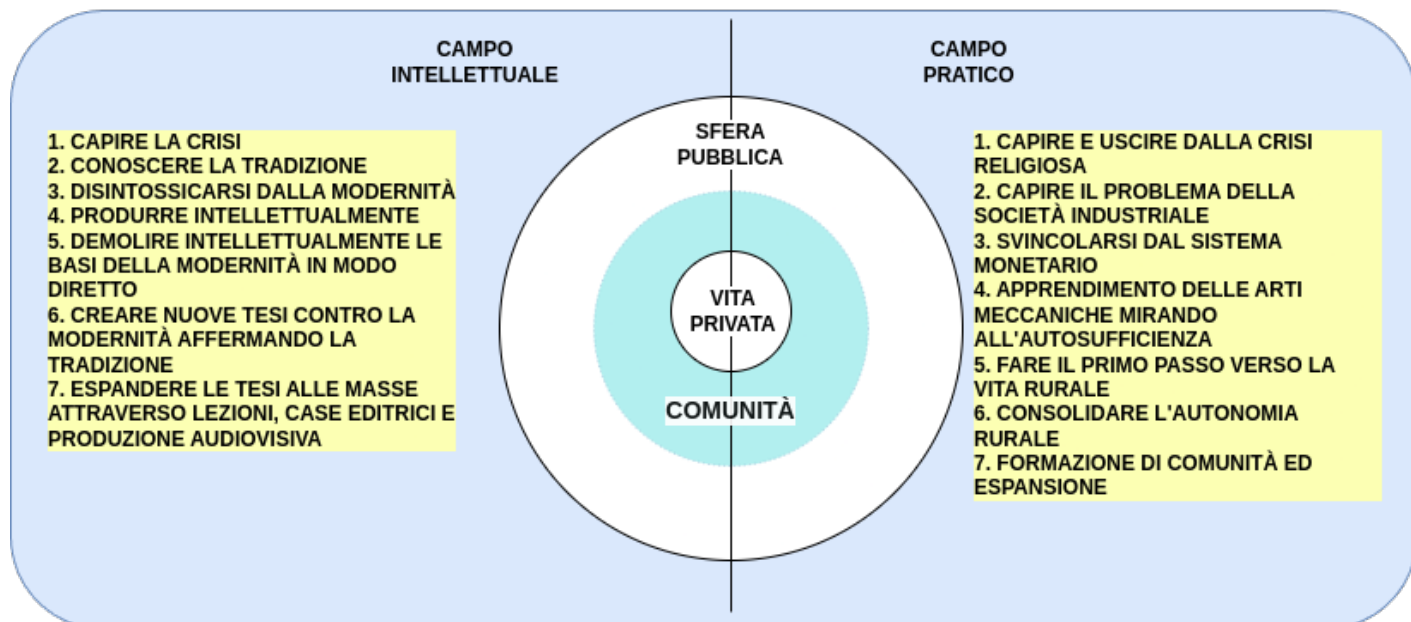 CAMPO
INTELLETTUALE
CAMPO
PRATICO
1. CAPIRE LA CRISI
2. CONOSCERE LA TRADIZIONE
3. DISINTOSSICARSI DALLA MODERNITÀ
4. PRODURRE INTELLETTUALMENTE
5. DEMOLIRE INTELLETTUALMENTE LE
BASI DELLA MODERNITÀ IN MODO
DIRETTO
6. CREARE NUOVE TESI CONTRO LA
MODERNITÀ AFFERMANDO LA
TRADIZIONE
7. ESPANDERE LE TESI ALLE MASSE
ATTRAVERSO LEZIONI, CASE EDITRICI E
PRODUZIONE AUDIOVISIVA
SFERA
PUBBLICA
VITA
PRIVATA
COMUNITÀ
1. CAPIRE E USCIRE DALLA CRISI
RELIGIOSA
2. CAPIRE IL PROBLEMA DELLA
SOCIETÀ INDUSTRIALE
3. SVINCOLARSI DAL SISTEMA
MONETARIO
4. APPRENDIMENTO DELLE ARTI
MECCANICHE MIRANDO
ALL'AUTOSUFFICIENZA
5. FARE IL PRIMO PASSO VERSO LA
VITA RURALE
6. CONSOLIDARE L'AUTONOMIA
RURALE
7. FORMAZIONE DI COMUNITÀ ED
ESPANSIONE